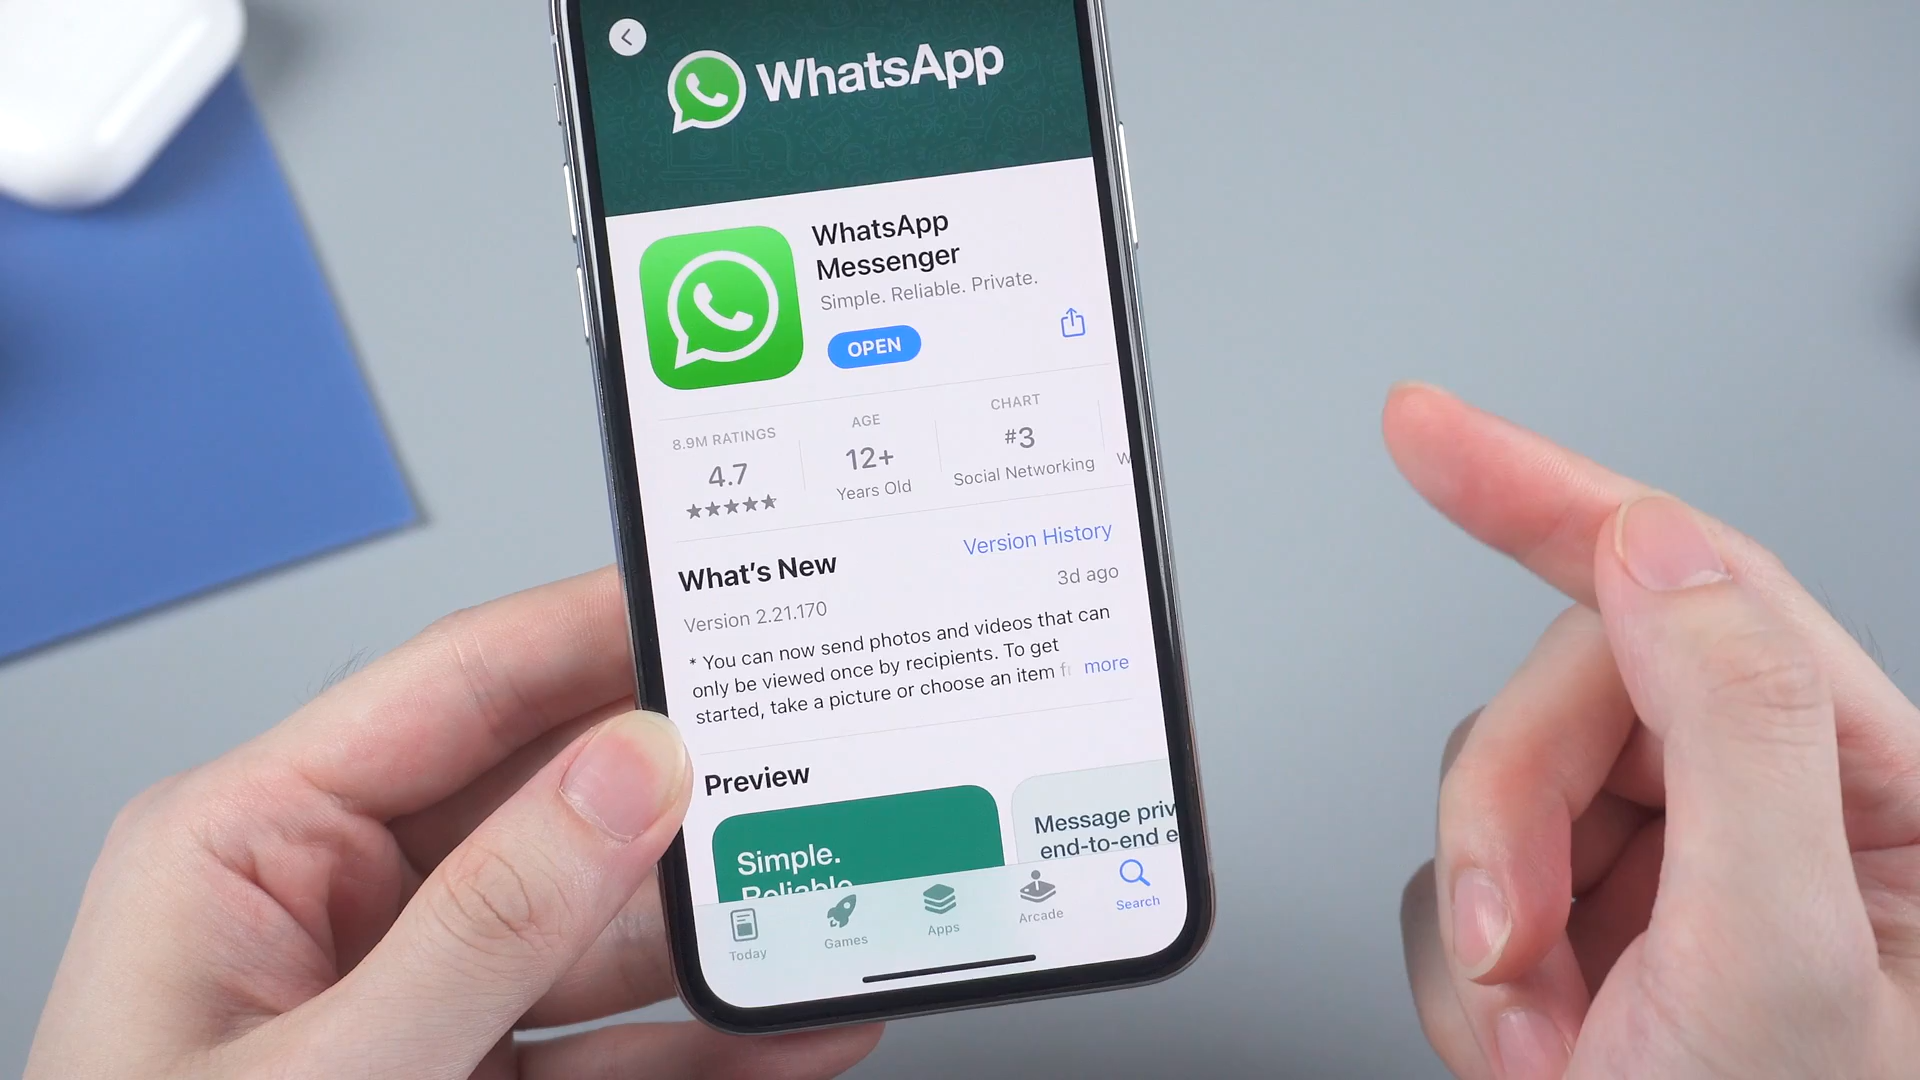 WhatsApp
WhatsApp
Messenger
Simple. Reliable. Private.
OPEN
8.9M RATINGS
4.7
AGE
12+
Years Old
CHART
#3
Social Networking
What's New
Version History
Version 2.21.170
3d ago
* You can now send photos and videos that can
only be viewed once by recipients. To get
started, take a picture or choose an item
more
Preview
Simple.
Reliable.
Message
end-to-end
Today
Games
Apps
Arcade
Search